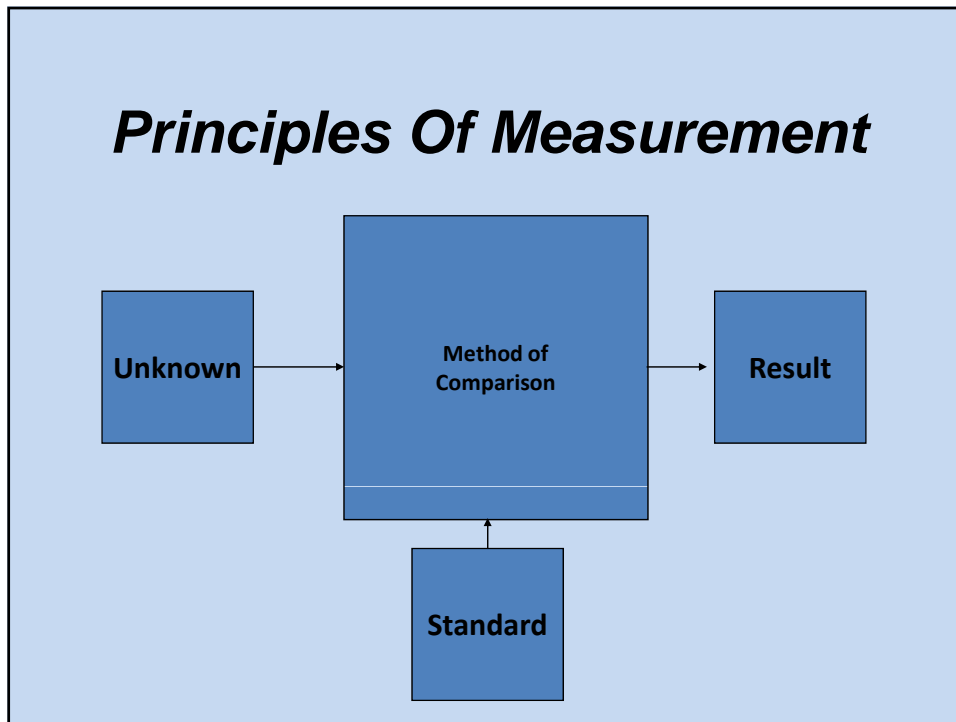 Principles Of Measurement
Unknown
Method of
Comparison
Result
Standard